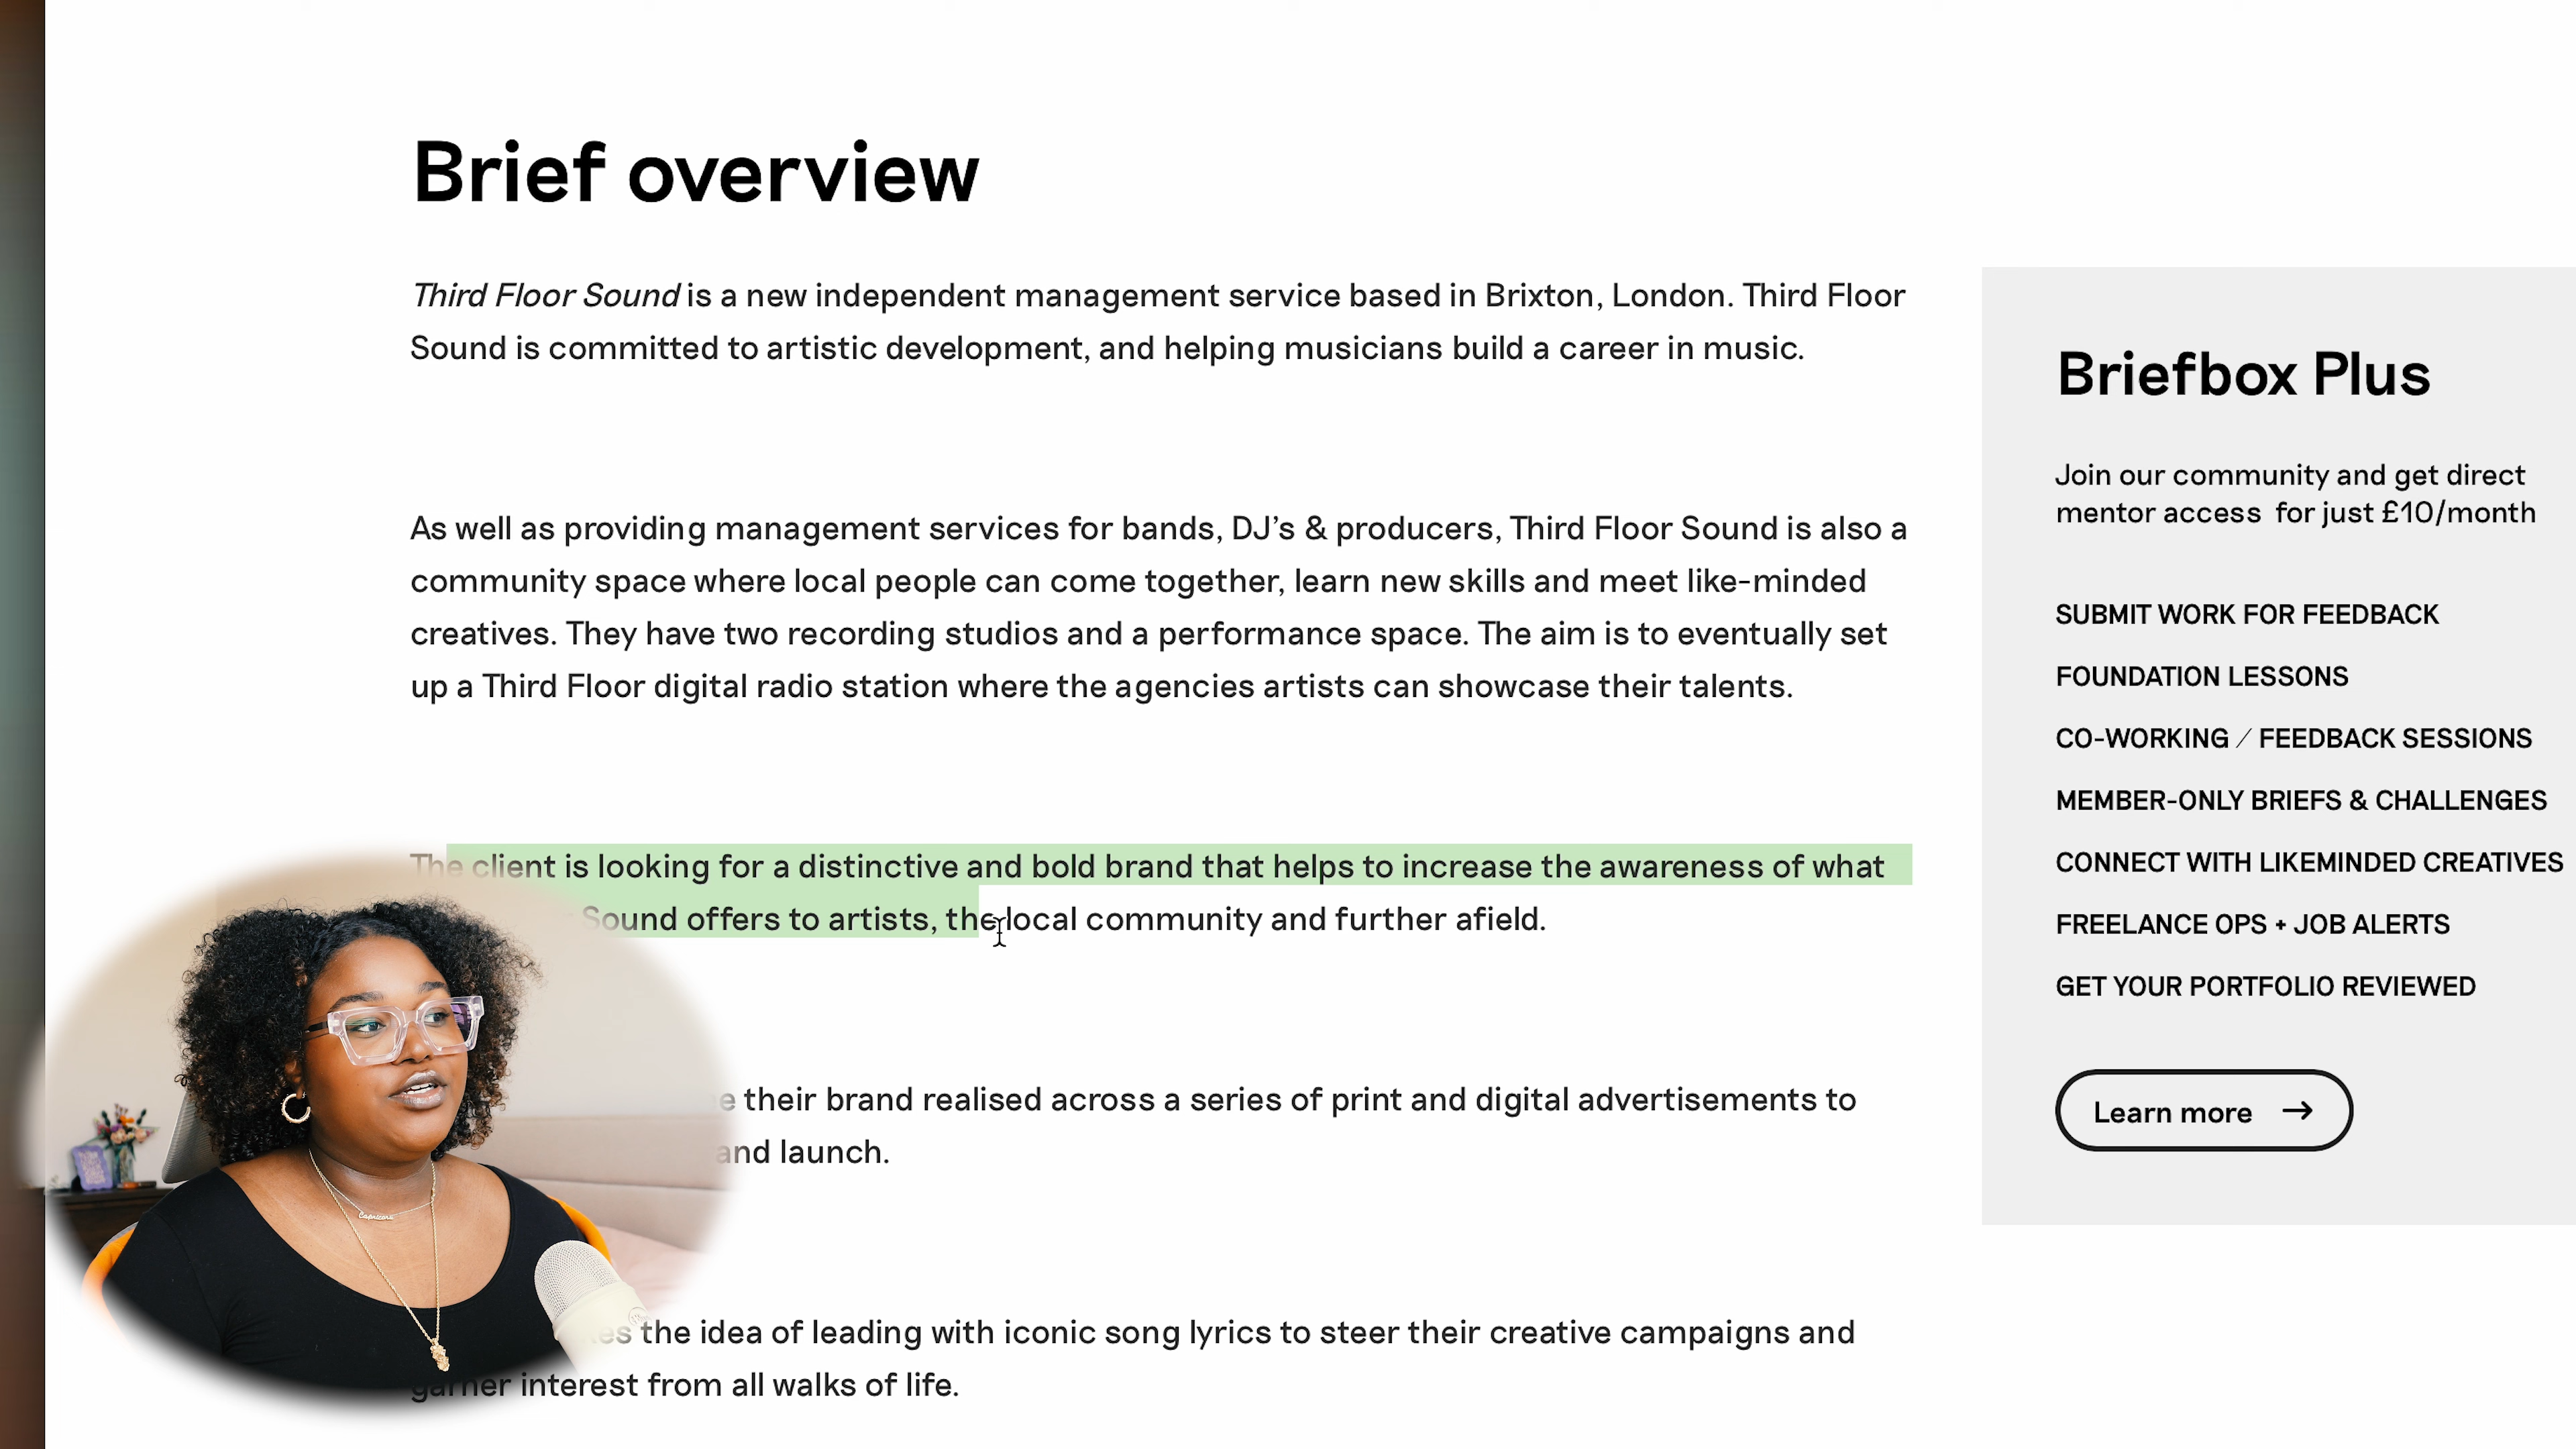 Brief overview
Third Floor Sound is a new independent management service based in Brixton, London. Third Floor
Sound is committed to artistic development, and helping musicians build a career in music.
As well as providing management services for bands, DJ’s & producers, Third Floor Sound is also a
community space where local people can come together, learn new skills and meet like-minded
creatives. They have two recording studios and a performance space. The aim is to eventually set
up a Third Floor digital radio station where the agencies artists can showcase their talents.
The client is looking for a distinctive and bold brand that helps to increase the awareness of what
Sound offers to artists, the local community and further afield.
their brand realised across a series of print and digital advertisements to
and launch.
the idea of leading with iconic song lyrics to steer their creative campaigns and
garner interest from all walks of life.
Briefbox Plus
Join our community and get direct
mentor access for just £10/month
SUBMIT WORK FOR FEEDBACK
FOUNDATION LESSONS
CO-WORKING / FEEDBACK SESSIONS
MEMBER-ONLY BRIEFS & CHALLENGES
CONNECT WITH LIKEMINDED CREATIVES
FREELANCE OPS + JOB ALERTS
GET YOUR PORTFOLIO REVIEWED
Learn more →
Capricorn